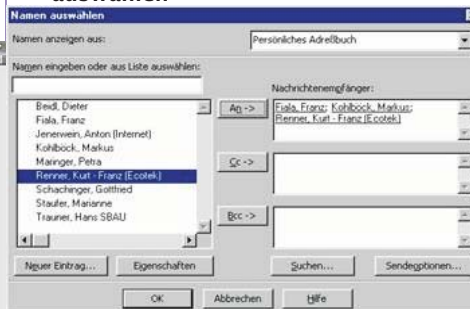 auswählen
Namen auswählen
Namen anzeigen aus:
Persönliches Adreßbuch
Namen eingeben oder aus Liste auswählen:
Nachrichtenempfänger:
Beidl, Dieter
Fiala, Franz
Jenerwein, Anton (Internet)
Kohlböck, Markus
Maringer, Petra
Renner, Kurt - Franz (Ecotek)
Schachinger, Gottfried
Staufer, Marianne
Trauner, Hans SBAU
An ->
Fiala, Franz; Kohlböck, Markus;
Renner, Kurt - Franz (Ecotek)
Cc ->
Bcc ->
Neuer Eintrag...
Eigenschaften
Suchen...
Sendeoptionen...
OK
Abbrechen
Hilfe